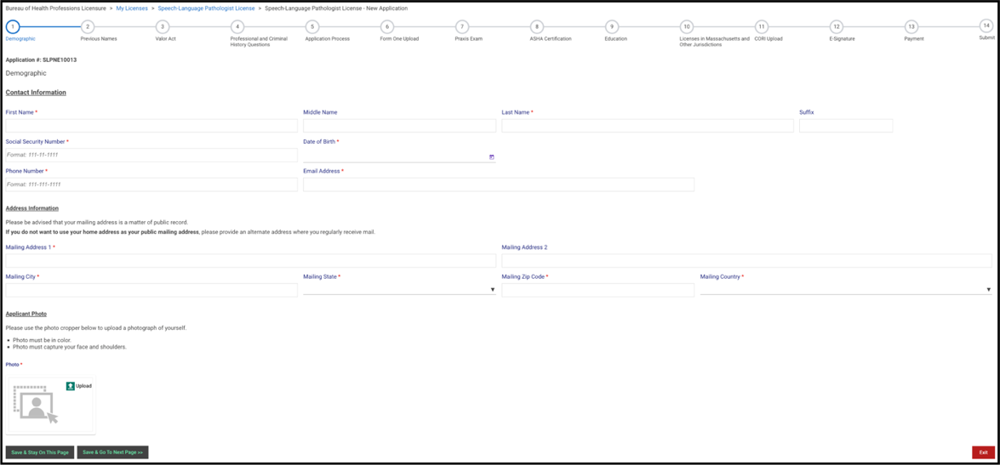 Bureau of Health Professions Licensure > My Licenses > Speech-Language Pathologist License > Speech-Language Pathologist License - New Application
1 2 3 4 5 6 7 8 9 10 11 12 13 14
Demographic Previous Names Valor Act Professional and Criminal History Questions Application Process Form One Upload Praxis Exam ASHA Certification Education Licenses in Massachusetts and Other Jurisdictions CORI Upload E-Signature Payment Submit
Application #: SLPNE10013
Demographic
Contact Information
First Name * Middle Name Last Name * Suffix
Social Security Number * Date of Birth *
Format: 111-11-1111
Phone Number * Email Address *
Format: 111-111-1111
Address Information
Please be advised that your mailing address is a matter of public record.
If you do not want to use your home address as your public mailing address, please provide an alternate address where you regularly receive mail.
Mailing Address 1 * Mailing Address 2
Mailing City * Mailing State * Mailing Zip Code * Mailing Country *
Applicant Photo
Please use the photo cropper below to upload a photograph of yourself.
• Photo must be in color.
• Photo must capture your face and shoulders.
Photo *
Upload
Save & Stay On This Page Save & Go To Next Page >> Exit